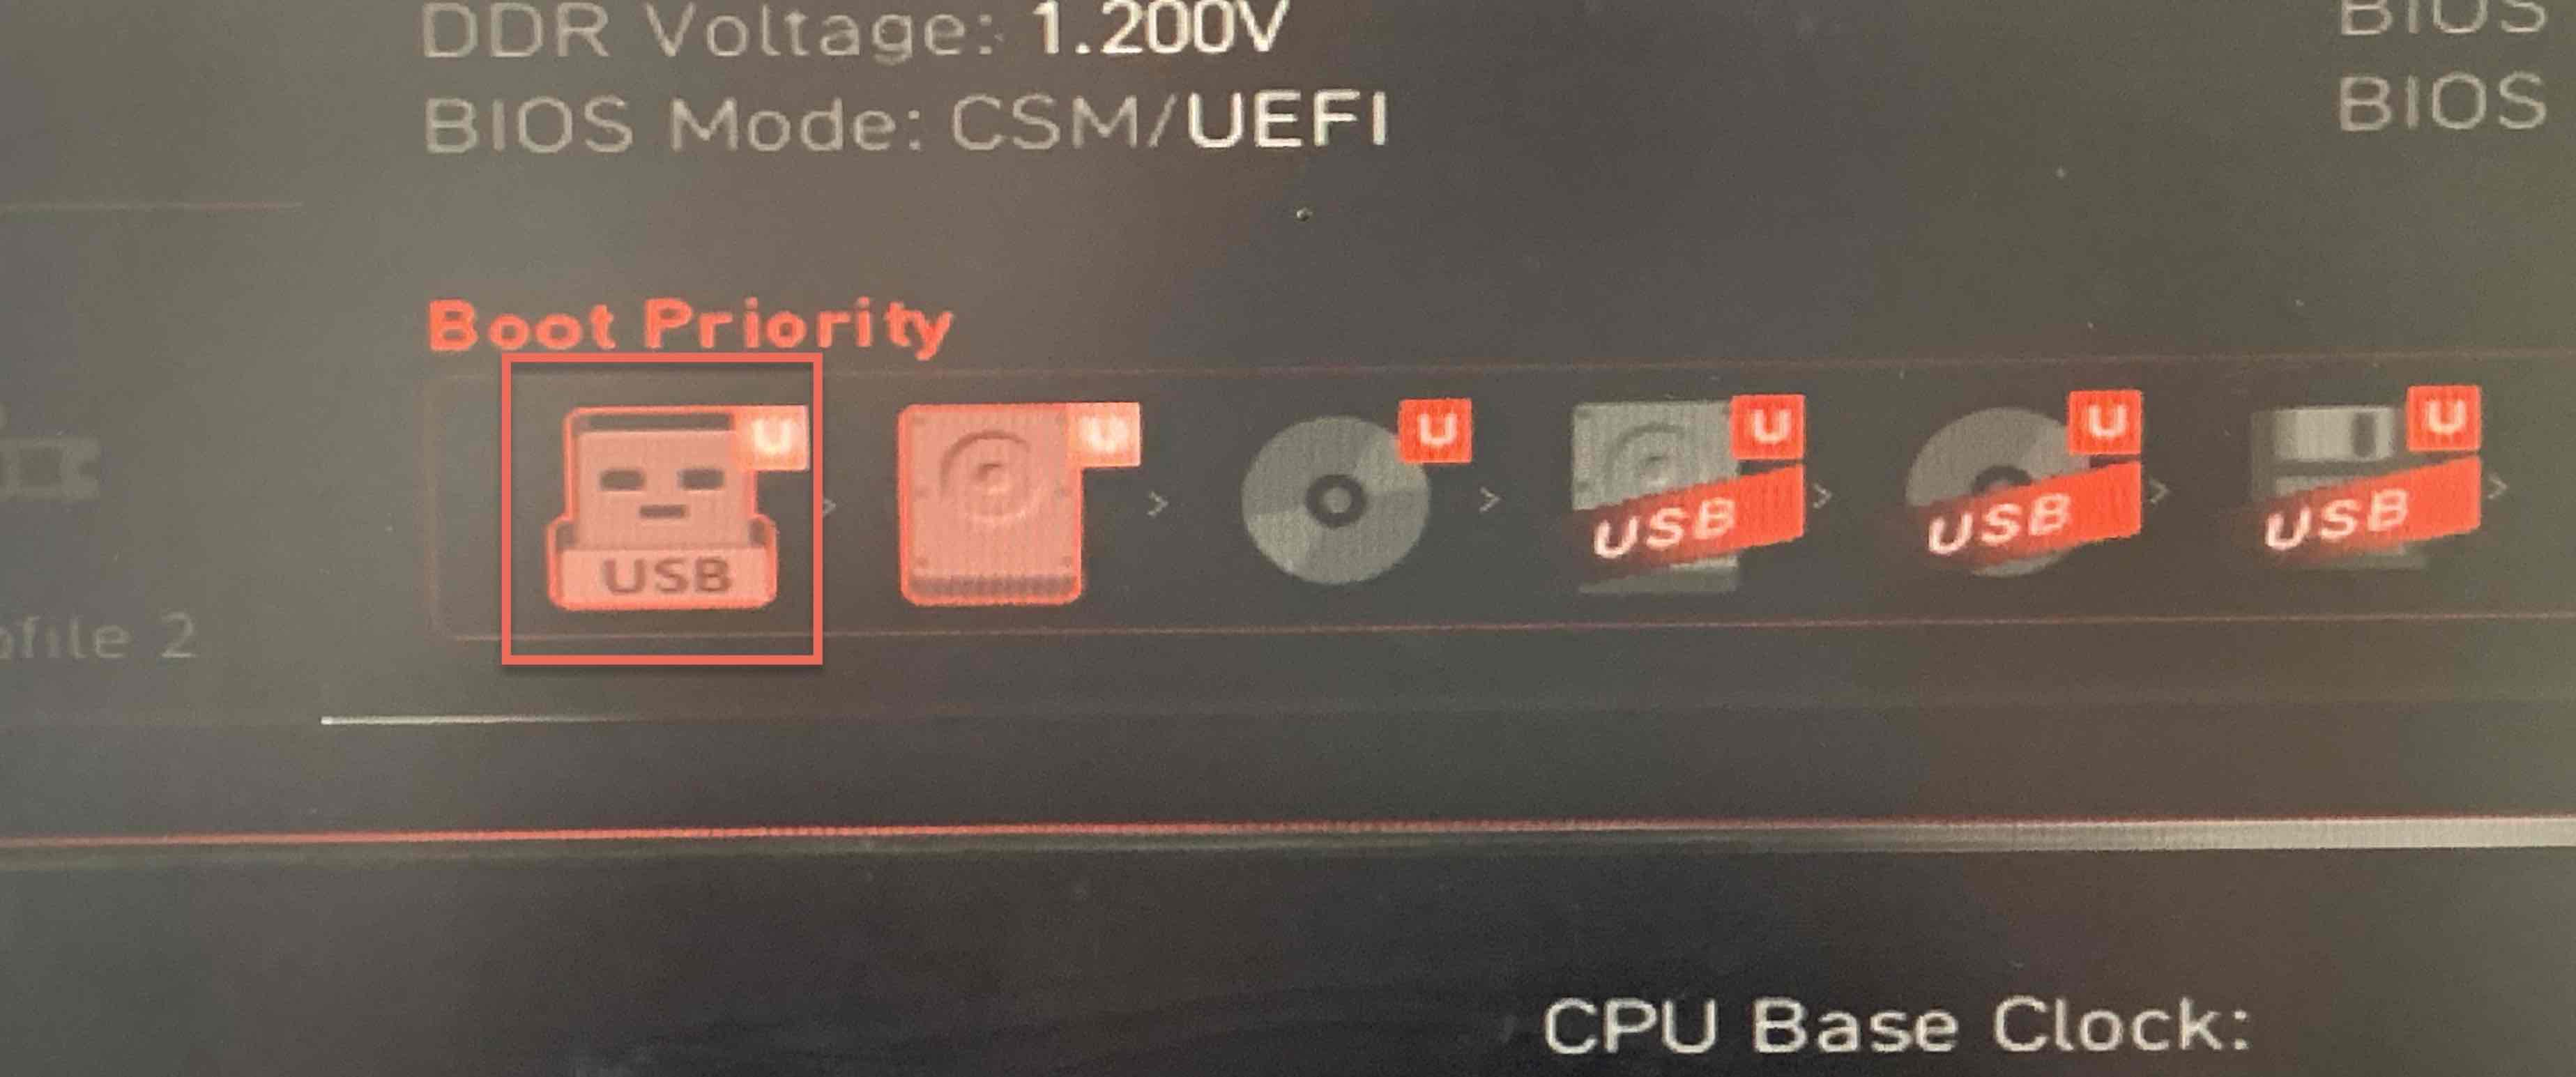 DDR Voltage: 1.200V
BIOS
BIOS Mode: CSM/UEFI
BIOS
Boot Priority
U
U
U
U
U
U
USB
USB
USB
USB
ofile 2
CPU Base Clock: